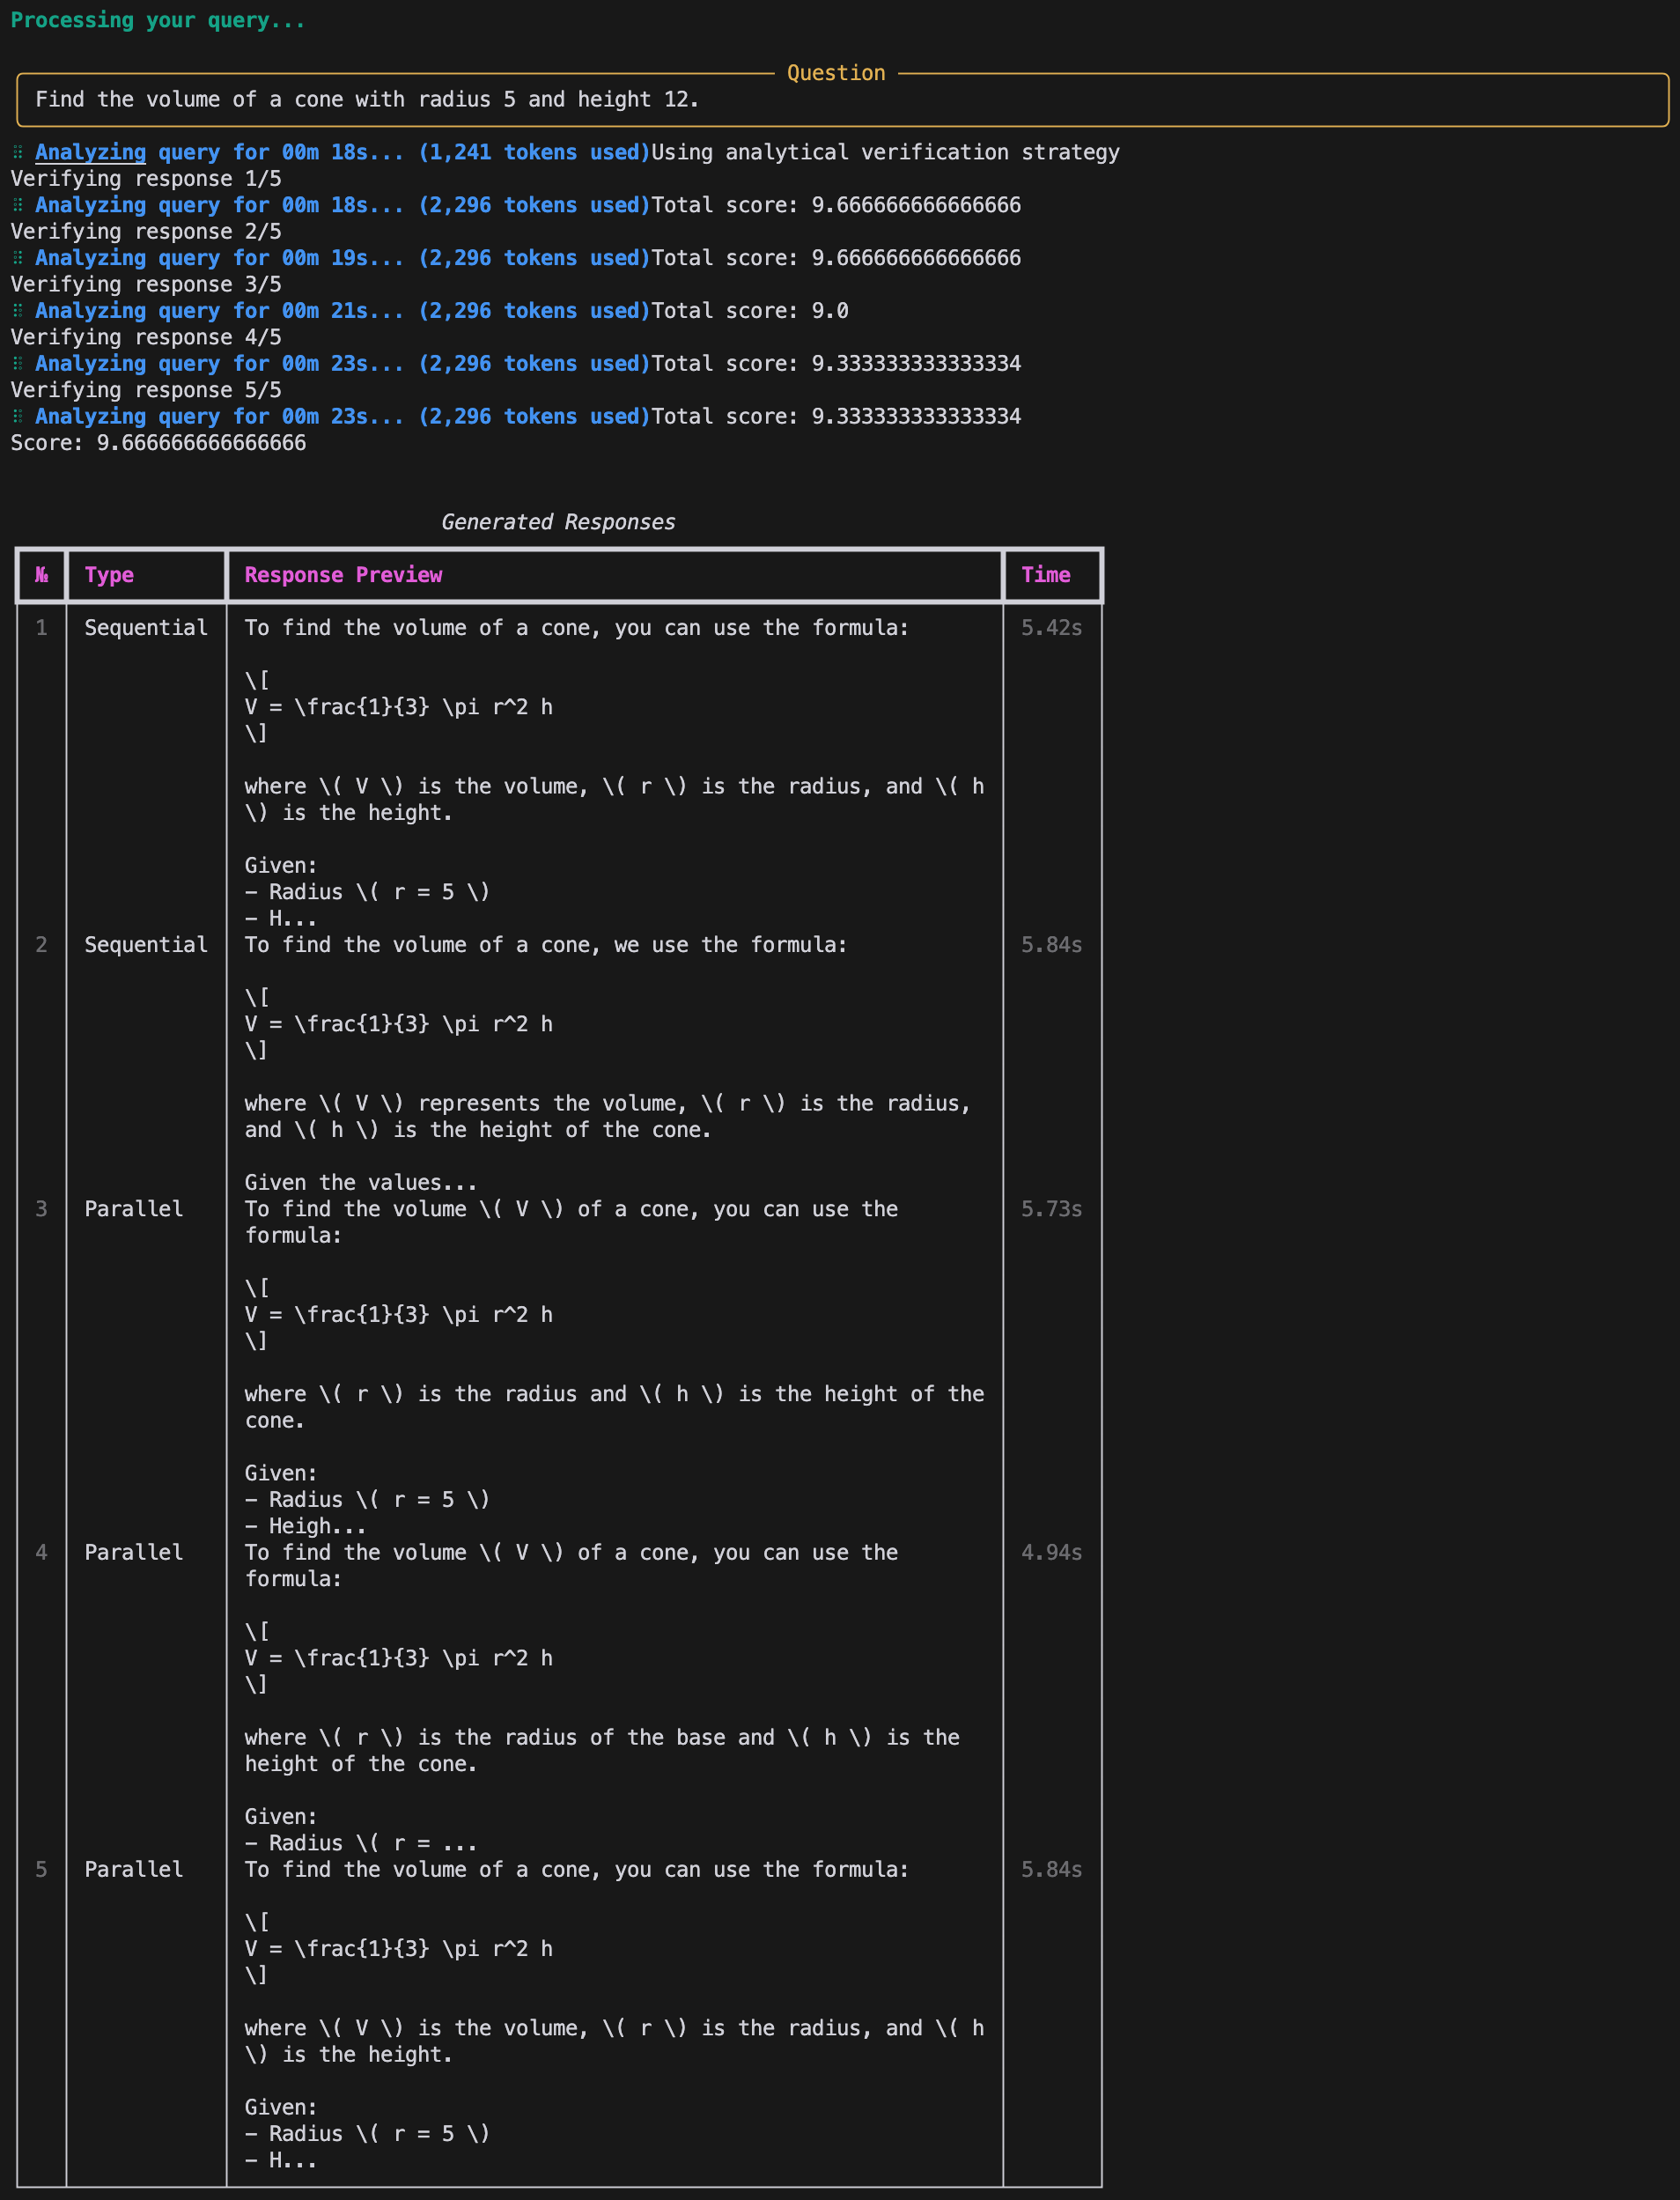 Processing your query...
Question
Find the volume of a cone with radius 5 and height 12.
⠿ Analyzing query for 00m 18s... (1,241 tokens used)Using analytical verification strategy
Verifying response 1/5
⠿ Analyzing query for 00m 18s... (2,296 tokens used)Total score: 9.666666666666666
Verifying response 2/5
⠿ Analyzing query for 00m 19s... (2,296 tokens used)Total score: 9.666666666666666
Verifying response 3/5
⠿ Analyzing query for 00m 21s... (2,296 tokens used)Total score: 9.0
Verifying response 4/5
⠿ Analyzing query for 00m 23s... (2,296 tokens used)Total score: 9.333333333333334
Verifying response 5/5
⠿ Analyzing query for 00m 23s... (2,296 tokens used)Total score: 9.333333333333334
Score: 9.666666666666666
Generated Responses
№ Type Response Preview Time
1 Sequential To find the volume of a cone, you can use the formula: 5.42s
\[
V = \frac{1}{3} \pi r^2 h
\]
where \( V \) is the volume, \( r \) is the radius, and \( h
\) is the height.
Given:
- Radius \( r = 5 \)
- H...
2 Sequential To find the volume of a cone, we use the formula: 5.84s
\[
V = \frac{1}{3} \pi r^2 h
\]
where \( V \) represents the volume, \( r \) is the radius,
and \( h \) is the height of the cone.
Given the values...
3 Parallel To find the volume \( V \) of a cone, you can use the 5.73s
formula:
\[
V = \frac{1}{3} \pi r^2 h
\]
where \( r \) is the radius and \( h \) is the height of the
cone.
Given:
- Radius \( r = 5 \)
- Heigh...
4 Parallel To find the volume \( V \) of a cone, you can use the 4.94s
formula:
\[
V = \frac{1}{3} \pi r^2 h
\]
where \( r \) is the radius of the base and \( h \) is the
height of the cone.
Given:
- Radius \( r = ...
5 Parallel To find the volume of a cone, you can use the formula: 5.84s
\[
V = \frac{1}{3} \pi r^2 h
\]
where \( V \) is the volume, \( r \) is the radius, and \( h
\) is the height.
Given:
- Radius \( r = 5 \)
- H...